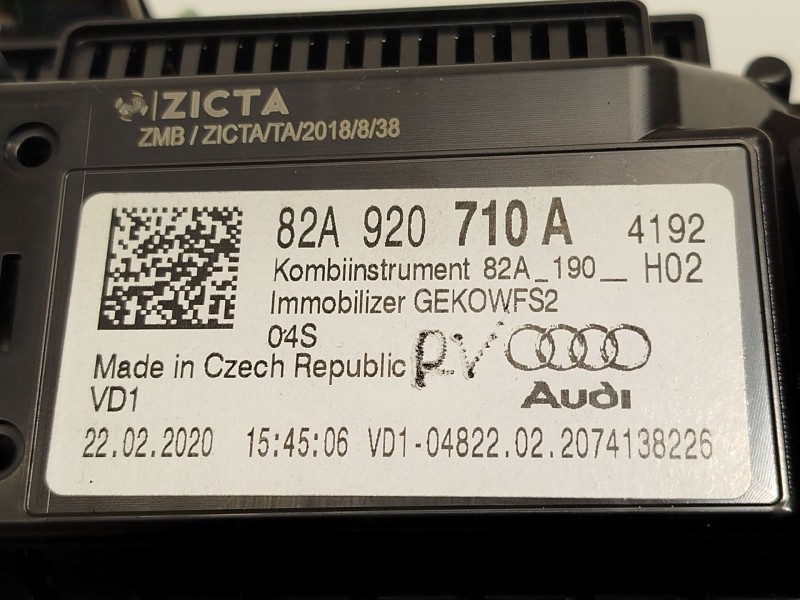 ZICTA
ZMB / ZICTA/TA/2018/8/38
82A 920 710 A 4192
Kombiinstrument 82A_190__ H02
Immobilizer GEKOWFS2
04S
Made in Czech Republic RV
VD1 Audi
22.02.2020 15:45:06 VD1-04822.02.2074138226